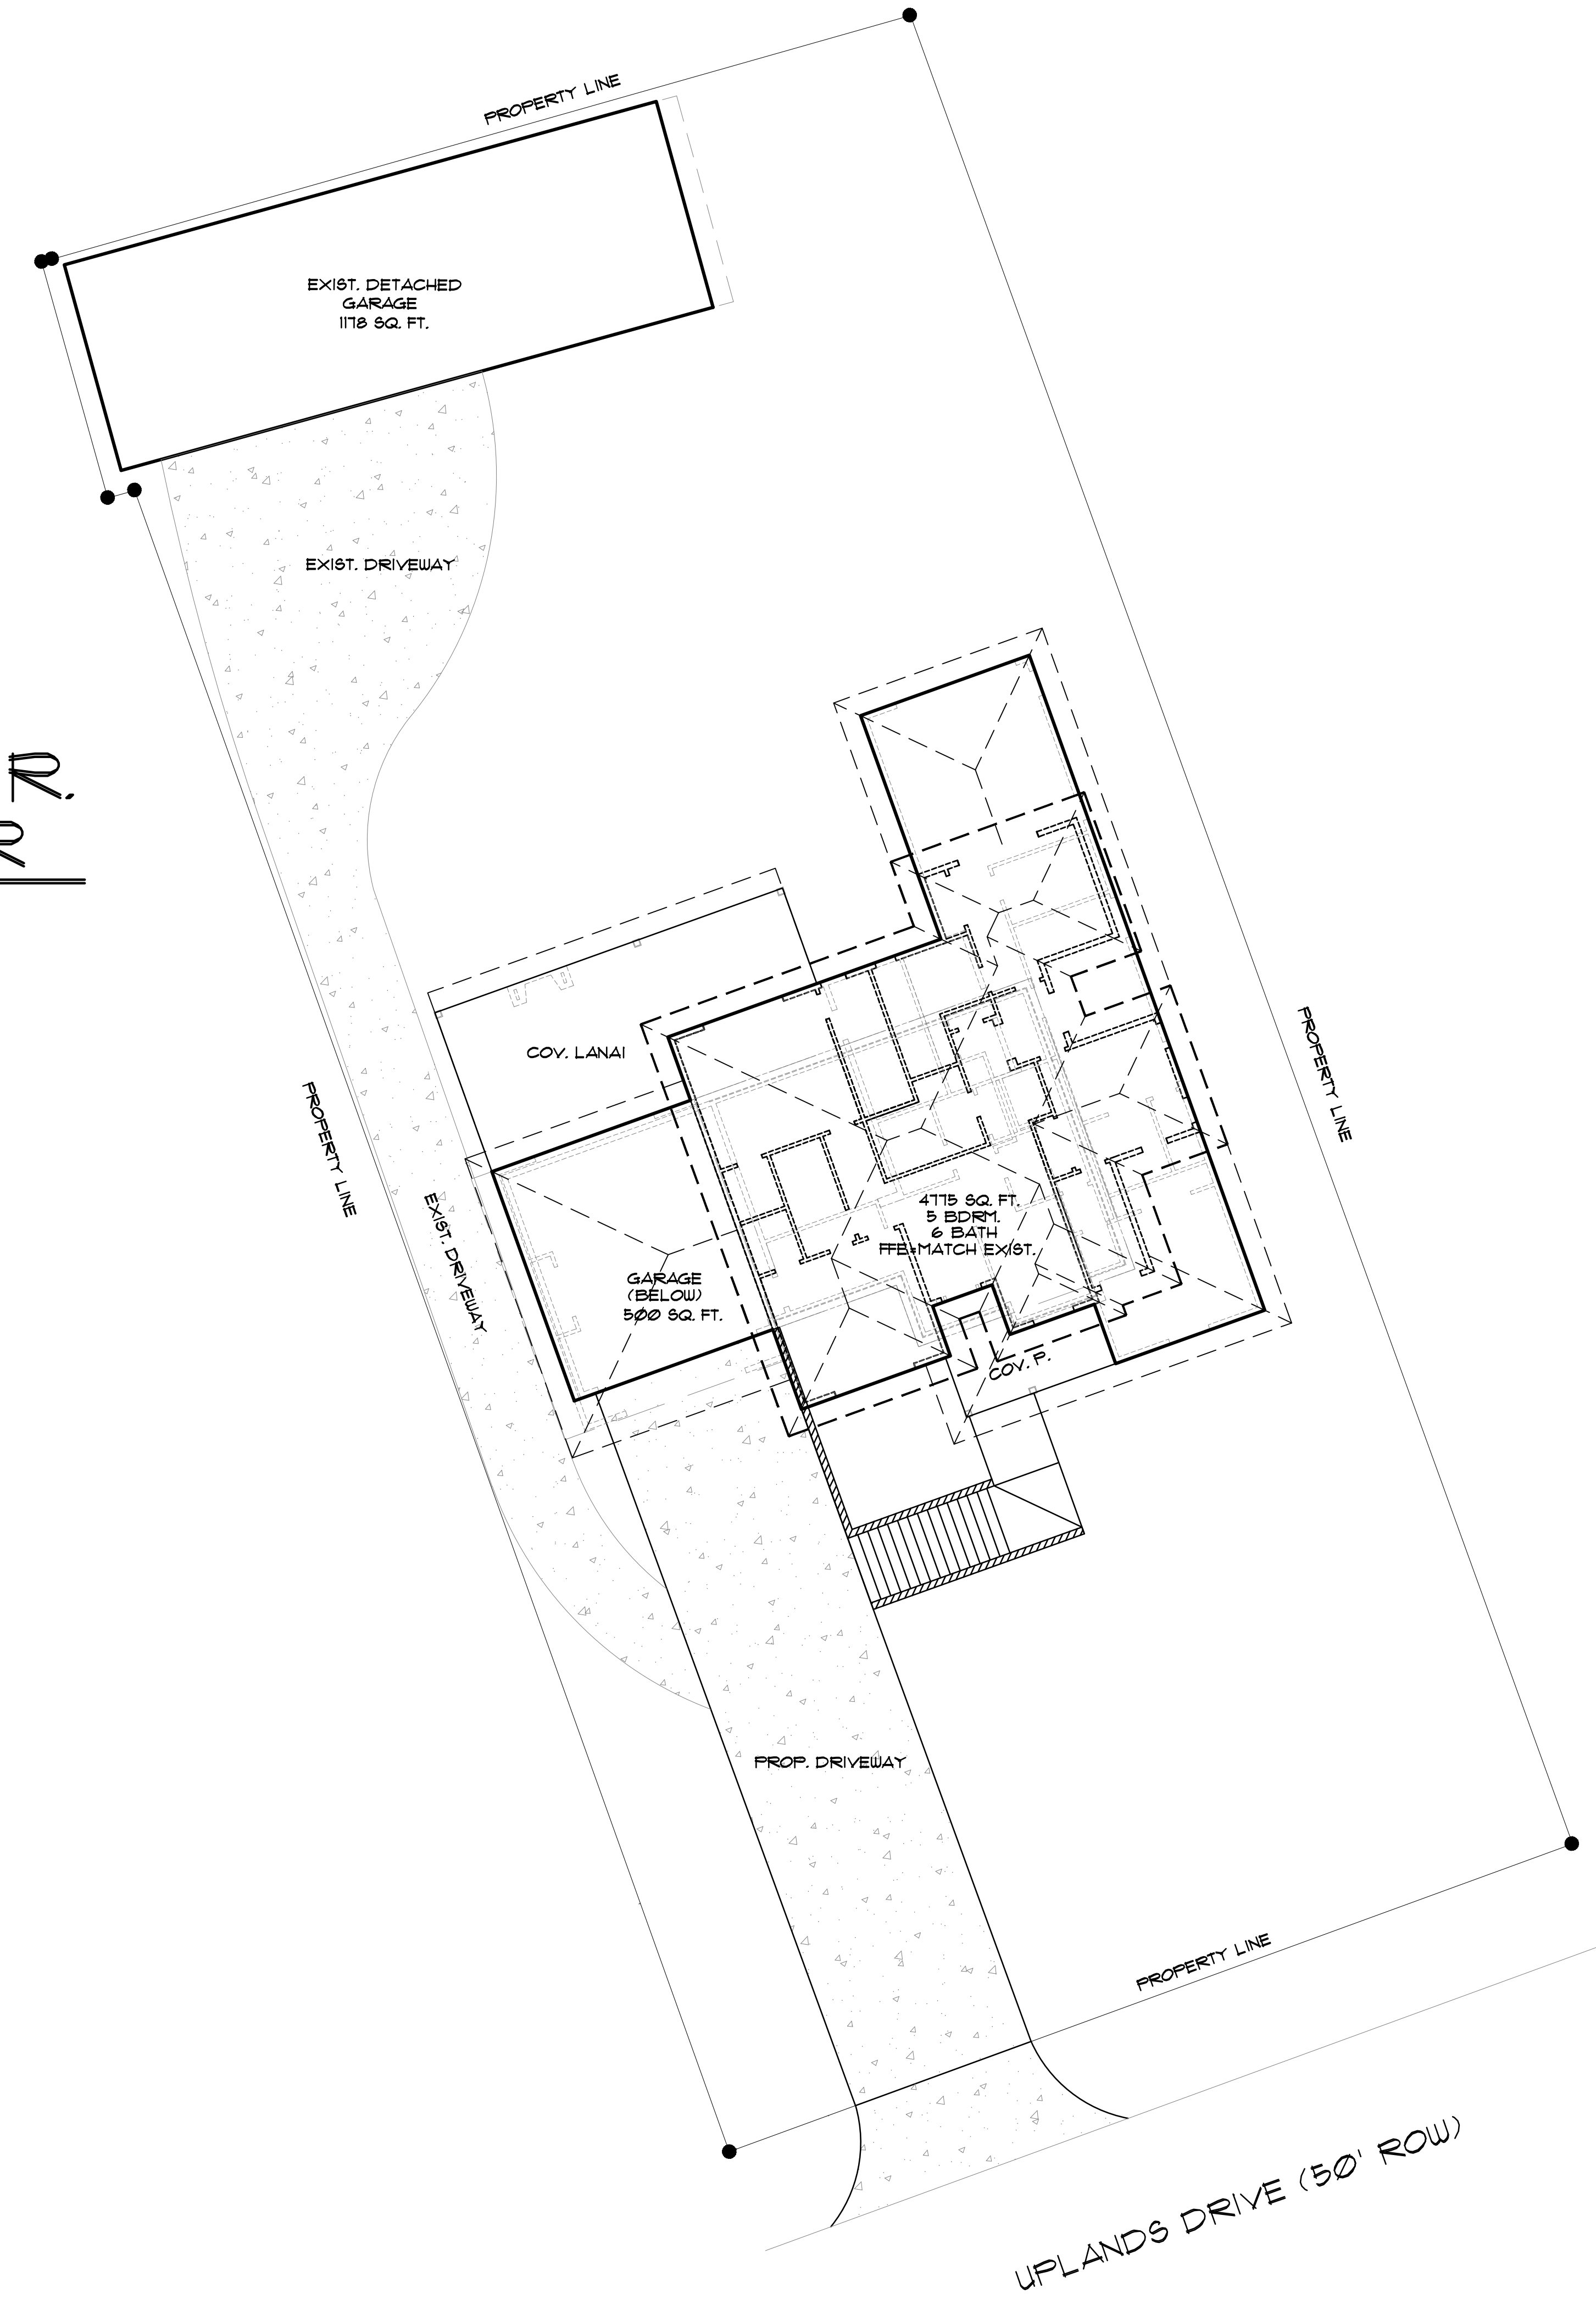 PROPERTY LINE
EXIST. DETACHED
GARAGE
1178 SQ. FT.
EXIST. DRIVEWAY
R.
R
COV. LANAI
PROPERTY LINE
PROPERTY LINE
EXIST. DRIVEWAY
4775 SQ. FT.
5 BDRM.
6 BATH
FFE=MATCH EXIST.
GARAGE
(BELOW)
500 SQ. FT.
COV. P.
PROP. DRIVEWAY
PROPERTY LINE
UPLANDS DRIVE (50' ROW)